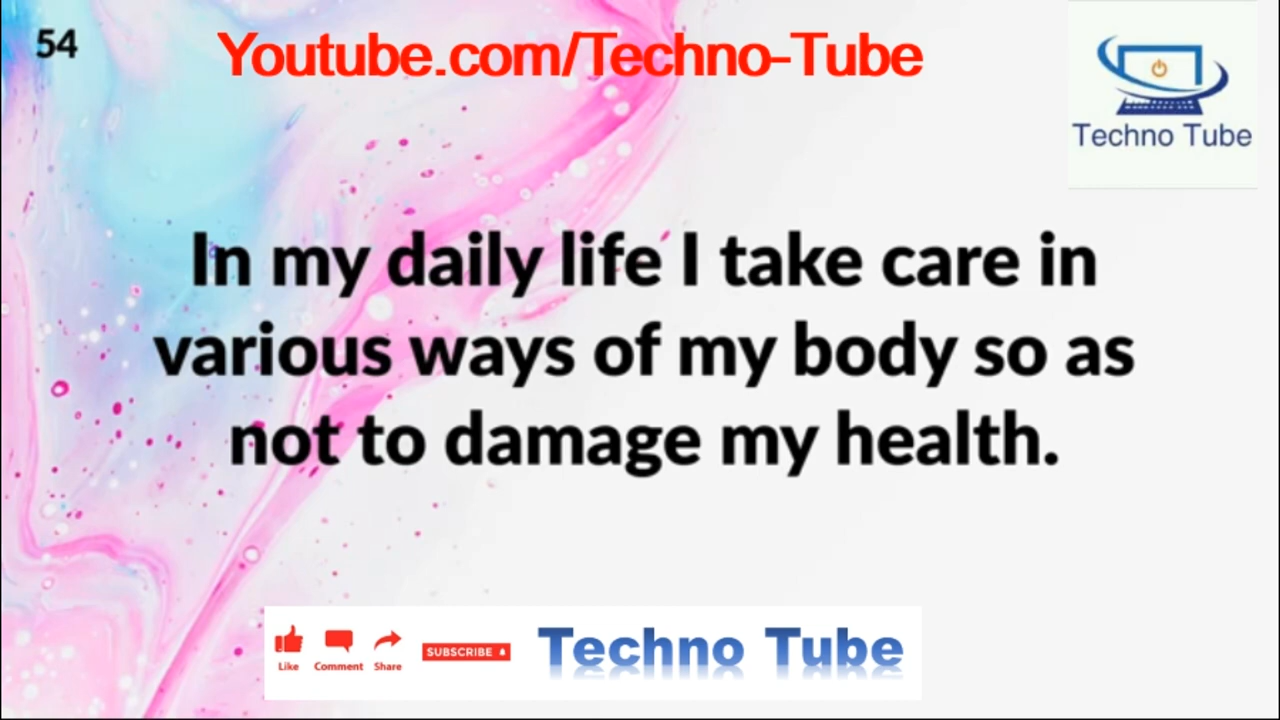 54
Youtube.com/Techno-Tube
Techno Tube
In my daily life I take care in
various ways of my body so as
not to damage my health.
Like Comment Share
SUBSCRIBE
Techno Tube